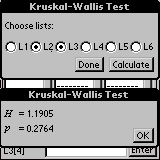 Kruskal-Wallis Test
Choose lists:
L1 L2 L3 L4 L5 L6
Done Calculate
Kruskal-Wallis Test
H = 1.1905
p = 0.2764
OK
L3[4] Enter